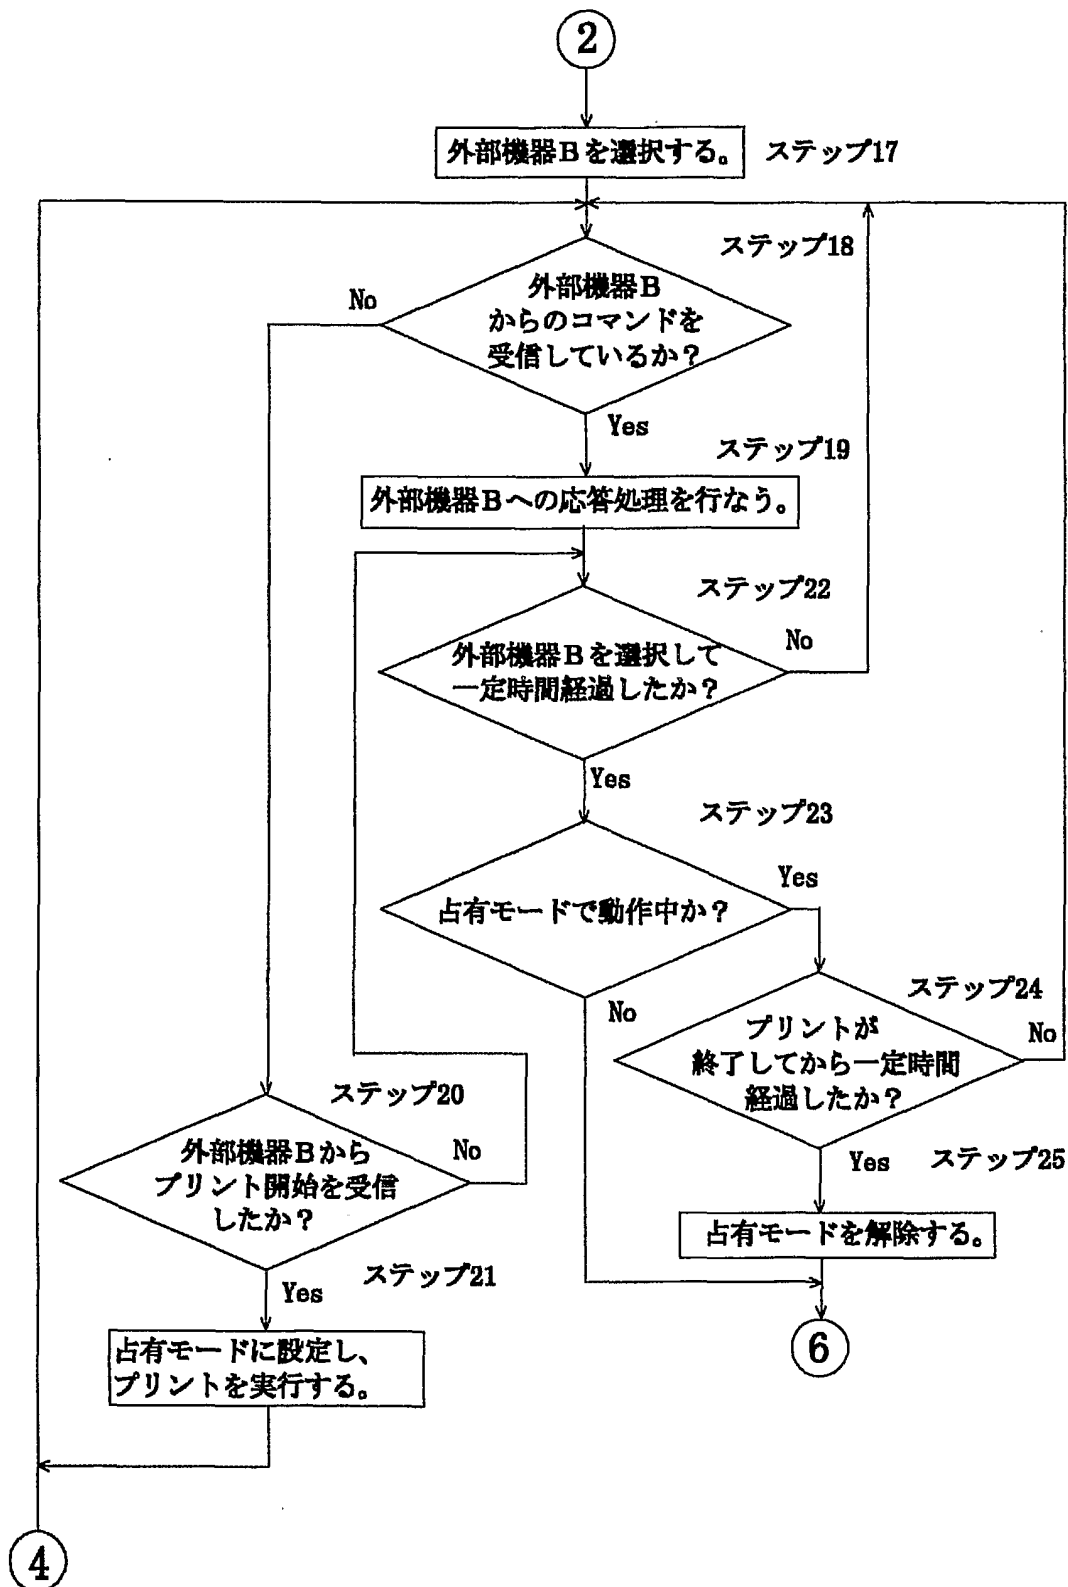 2
外部機器Bを選択する。
ステップ17
ステップ18
外部機器B
からのコマンドを
受信しているか？
No
Yes
ステップ19
外部機器Bへの応答処理を行なう。
ステップ22
外部機器Bを選択して
一定時間経過したか？
No
Yes
ステップ23
占有モードで動作中か？
Yes
No
ステップ24
プリントが
終了してから一定時間
経過したか？
No
Yes
ステップ25
占有モードを解除する。
6
ステップ20
外部機器Bから
プリント開始を受信
したか？
No
Yes
ステップ21
占有モードに設定し、
プリントを実行する。
4